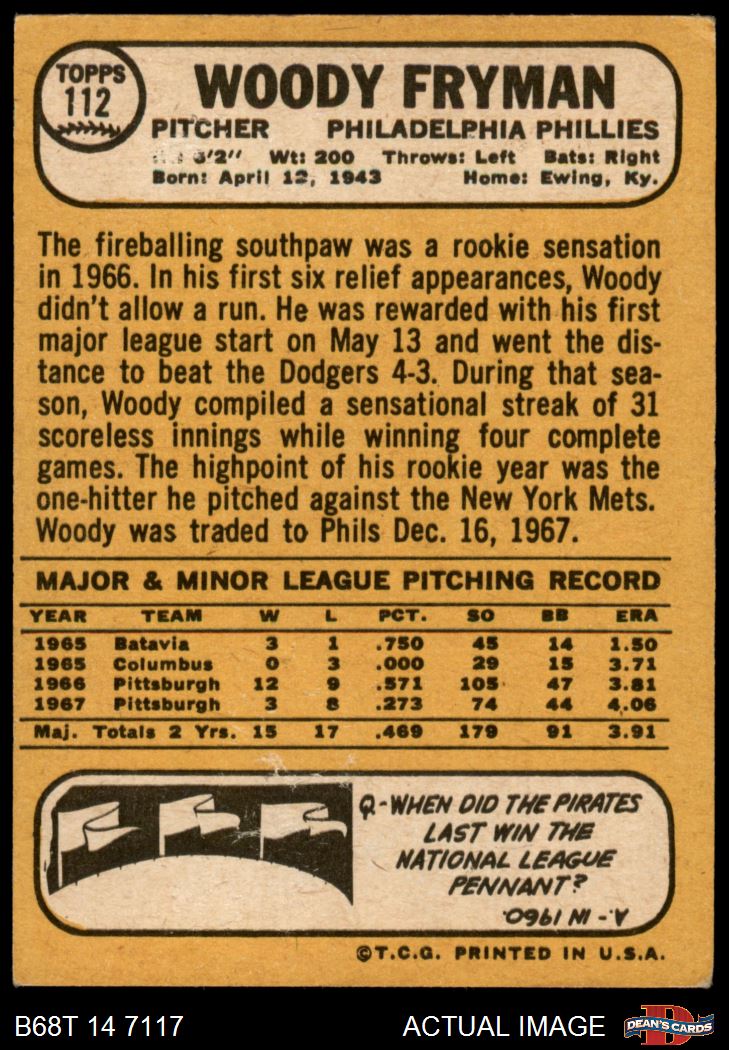 TOPPS
112
WOODY FRYMAN
PITCHER PHILADELPHIA PHILLIES
6'2" Wt: 200 Throws: Left Bats: Right
Born: April 12, 1943 Home: Ewing, Ky.
The fireballing southpaw was a rookie sensation
in 1966. In his first six relief appearances, Woody
didn't allow a run. He was rewarded with his first
major league start on May 13 and went the dis-
tance to beat the Dodgers 4-3. During that sea-
son, Woody compiled a sensational streak of 31
scoreless innings while winning four complete
games. The highpoint of his rookie year was the
one-hitter he pitched against the New York Mets.
Woody was traded to Phils Dec. 16, 1967.
MAJOR & MINOR LEAGUE PITCHING RECORD
YEAR TEAM W L PCT. SO BB ERA
1965 Batavia 3 1 .750 45 14 1.50
1965 Columbus 0 3 .000 29 15 3.71
1966 Pittsburgh 12 9 .571 105 47 3.81
1967 Pittsburgh 3 8 .273 74 44 4.06
Maj. Totals 2 Yrs. 15 17 .469 179 91 3.91
Q-WHEN DID THE PIRATES
LAST WIN THE
NATIONAL LEAGUE
PENNANT?
A- IN 1960.
©T.C.G. PRINTED IN U.S.A.
B68T 14 7117 ACTUAL IMAGE
D
DEAN'S CARDS